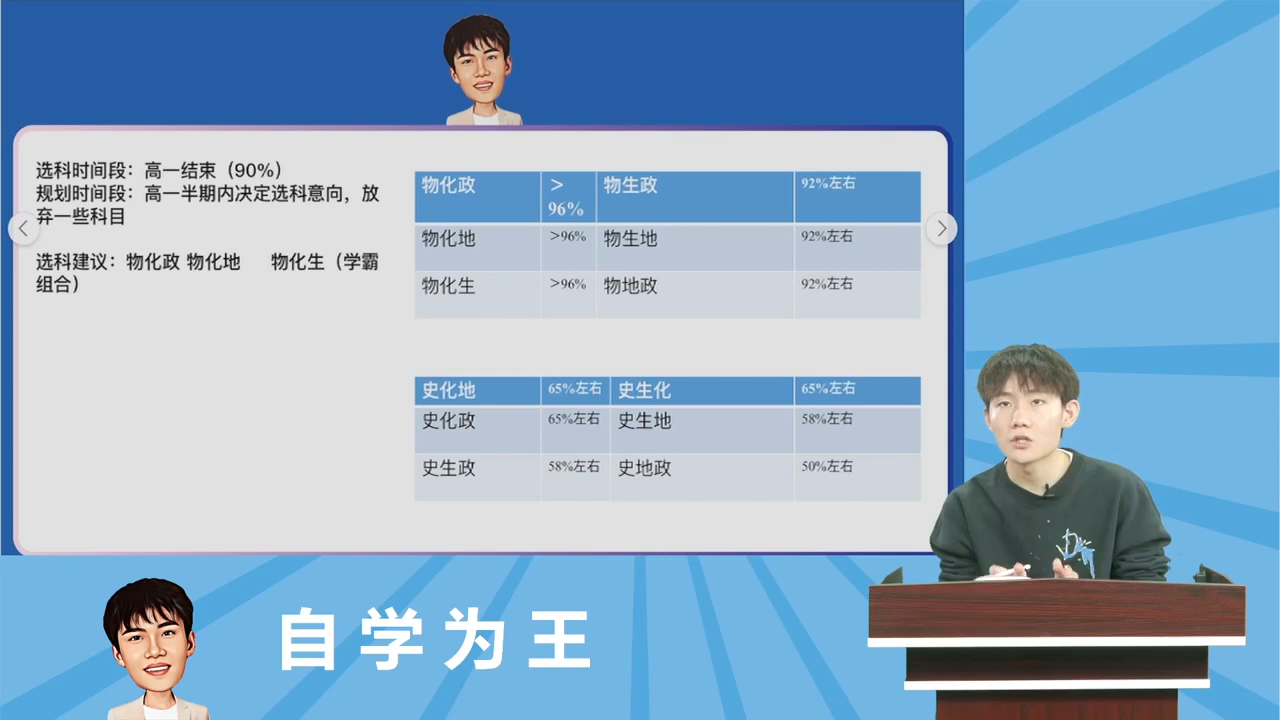 选科时间段：高一结束（90%）
规划时间段：高一半期内决定选科意向，放
弃一些科目
选科建议：物化政 物化地 物化生（学霸
组合）
物化政 >96% 物生政 92%左右
物化地 >96% 物生地 92%左右
物化生 >96% 物地政 92%左右
史化地 65%左右 史生化 65%左右
史化政 65%左右 史生地 58%左右
史生政 58%左右 史地政 50%左右
自学为王